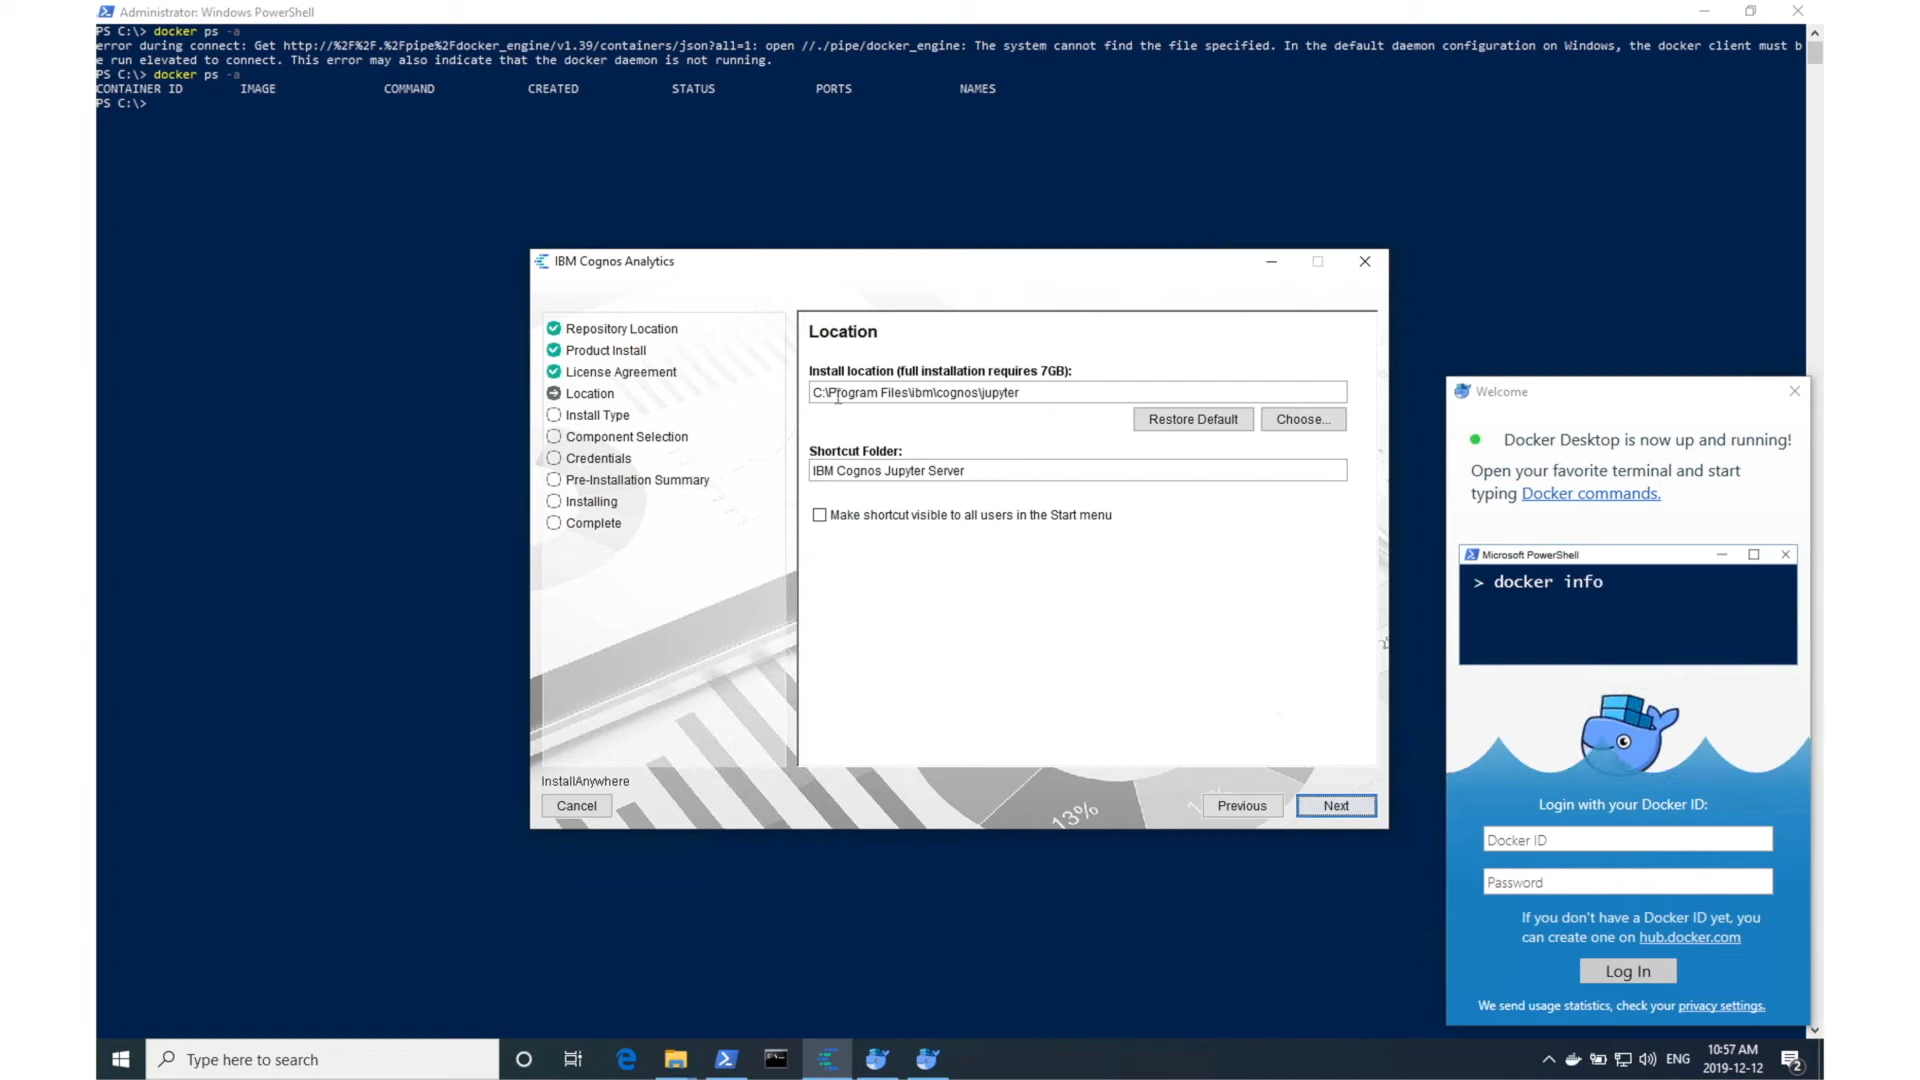 Administrator: Windows PowerShell
PS C:\> docker ps -a
error during connect: Get http://%2F%2F.%2Fpipe%2Fdocker_engine/v1.39/containers/json?all=1: open //./pipe/docker_engine: The system cannot find the file specified. In the default daemon configuration on Windows, the docker client must b
e run elevated to connect. This error may also indicate that the docker daemon is not running.
PS C:\> docker ps -a
CONTAINER ID IMAGE COMMAND CREATED STATUS PORTS NAMES
PS C:\>
IBM Cognos Analytics
Repository Location
Product Install
License Agreement
Location
Install Type
Component Selection
Credentials
Pre-Installation Summary
Installing
Complete
Location
Install location (full installation requires 7GB):
C:\Program Files\ibm\cognos\jupyter
Restore Default Choose...
Shortcut Folder:
IBM Cognos Jupyter Server
Make shortcut visible to all users in the Start menu
13%
InstallAnywhere
Cancel Previous Next
Welcome
Docker Desktop is now up and running!
Open your favorite terminal and start
typing Docker commands.
Microsoft PowerShell
> docker info
Login with your Docker ID:
Docker ID
Password
If you don't have a Docker ID yet, you
can create one on hub.docker.com
Log In
We send usage statistics, check your privacy settings.
Type here to search
ENG
10:57 AM
2019-12-12
2